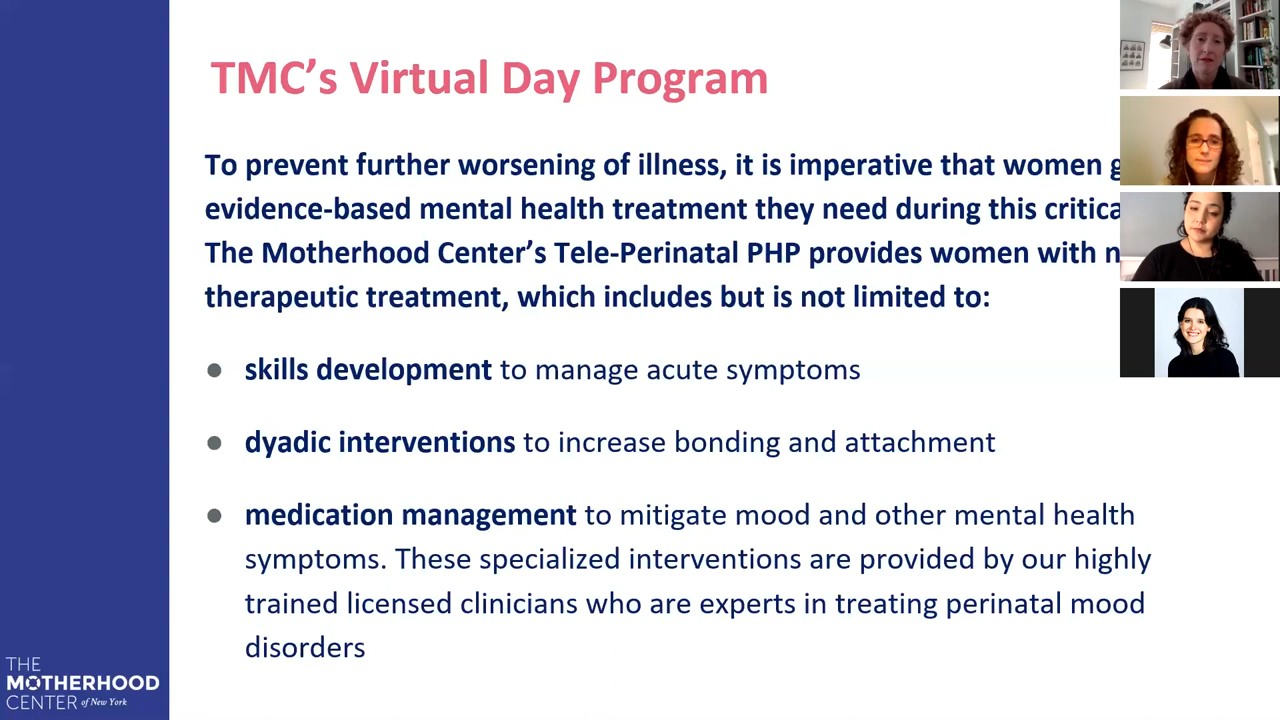 TMC’s Virtual Day Program
To prevent further worsening of illness, it is imperative that women
evidence-based mental health treatment they need during this
The Motherhood Center’s Tele-Perinatal PHP provides women with
therapeutic treatment, which includes but is not limited to:
● skills development to manage acute symptoms
● dyadic interventions to increase bonding and attachment
● medication management to mitigate mood and other mental health
symptoms. These specialized interventions are provided by our highly
trained licensed clinicians who are experts in treating perinatal mood
disorders
THE
MOTHERHOOD
CENTER of New York